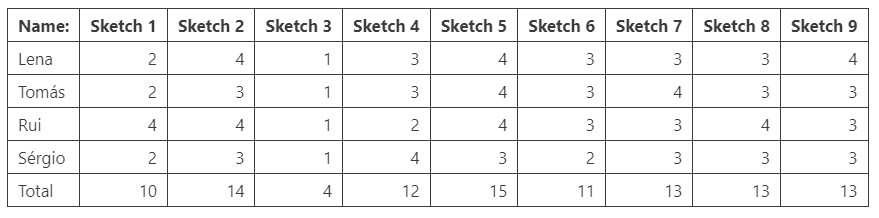 Name: Sketch 1 Sketch 2 Sketch 3 Sketch 4 Sketch 5 Sketch 6 Sketch 7 Sketch 8 Sketch 9
Lena 2 4 1 3 4 3 3 3 4
Tomás 2 3 1 3 4 3 4 3 3
Rui 4 4 1 2 4 3 3 4 3
Sérgio 2 3 1 4 3 2 3 3 3
Total 10 14 4 12 15 11 13 13 13